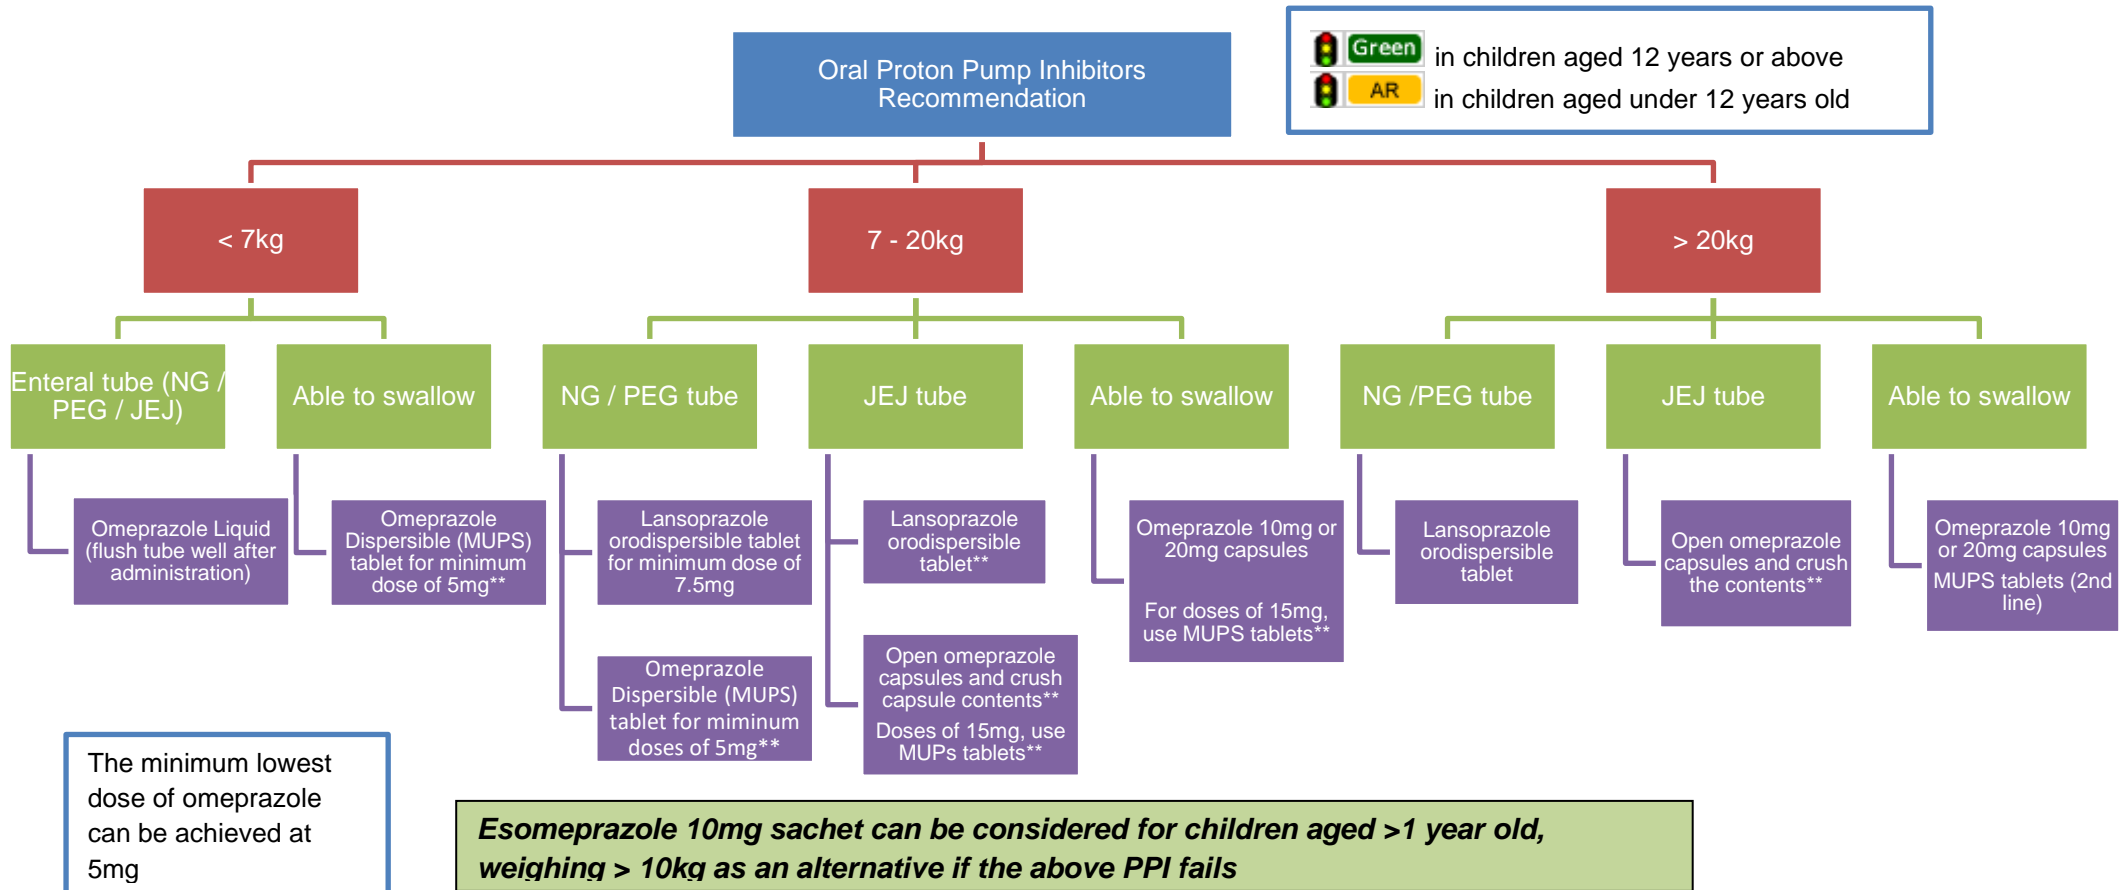 Oral Proton Pump Inhibitors
Recommendation
Green in children aged 12 years or above
AR in children aged under 12 years old
< 7kg
7 - 20kg
> 20kg
Enteral tube (NG /
PEG / JEJ)
Able to swallow
NG / PEG tube
JEJ tube
Able to swallow
NG /PEG tube
JEJ tube
Able to swallow
Omeprazole Liquid
(flush tube well after
administration)
Omeprazole
Dispersible (MUPS)
tablet for minimum
dose of 5mg**
Lansoprazole
orodispersible tablet
for minimum dose of
7.5mg
Omeprazole
Dispersible (MUPS)
tablet for miminum
doses of 5mg**
Lansoprazole
orodispersible
tablet**
Open omeprazole
capsules and crush
capsule contents**
Doses of 15mg, use
MUPs tablets**
Omeprazole 10mg or
20mg capsules
For doses of 15mg,
use MUPS tablets**
Lansoprazole
orodispersible
tablet
Open omeprazole
capsules and crush
the contents**
Omeprazole 10mg
or 20mg capsules
MUPS tablets (2nd
line)
The minimum lowest
dose of omeprazole
can be achieved at
5mg
Esomeprazole 10mg sachet can be considered for children aged >1 year old,
weighing > 10kg as an alternative if the above PPI fails